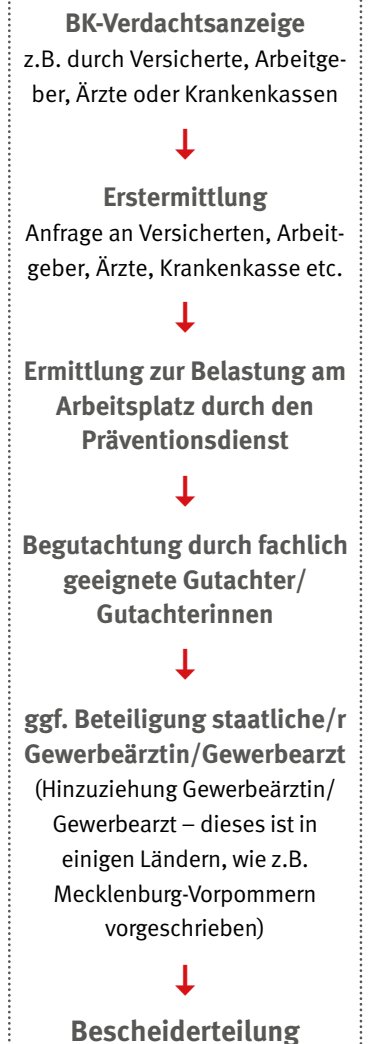 BK-Verdachtsanzeige
z.B. durch Versicherte, Arbeitge-
ber, Ärzte oder Krankenkassen
Erstermittlung
Anfrage an Versicherten, Arbeit-
geber, Ärzte, Krankenkasse etc.
Ermittlung zur Belastung am
Arbeitsplatz durch den
Präventionsdienst
Begutachtung durch fachlich
geeignete Gutachter/
Gutachterinnen
ggf. Beteiligung staatliche/r
Gewerbeärztin/Gewerbearzt
(Hinzuziehung Gewerbeärztin/
Gewerbearzt – dieses ist in
einigen Ländern, wie z.B.
Mecklenburg-Vorpommern
vorgeschrieben)
Bescheiderteilung